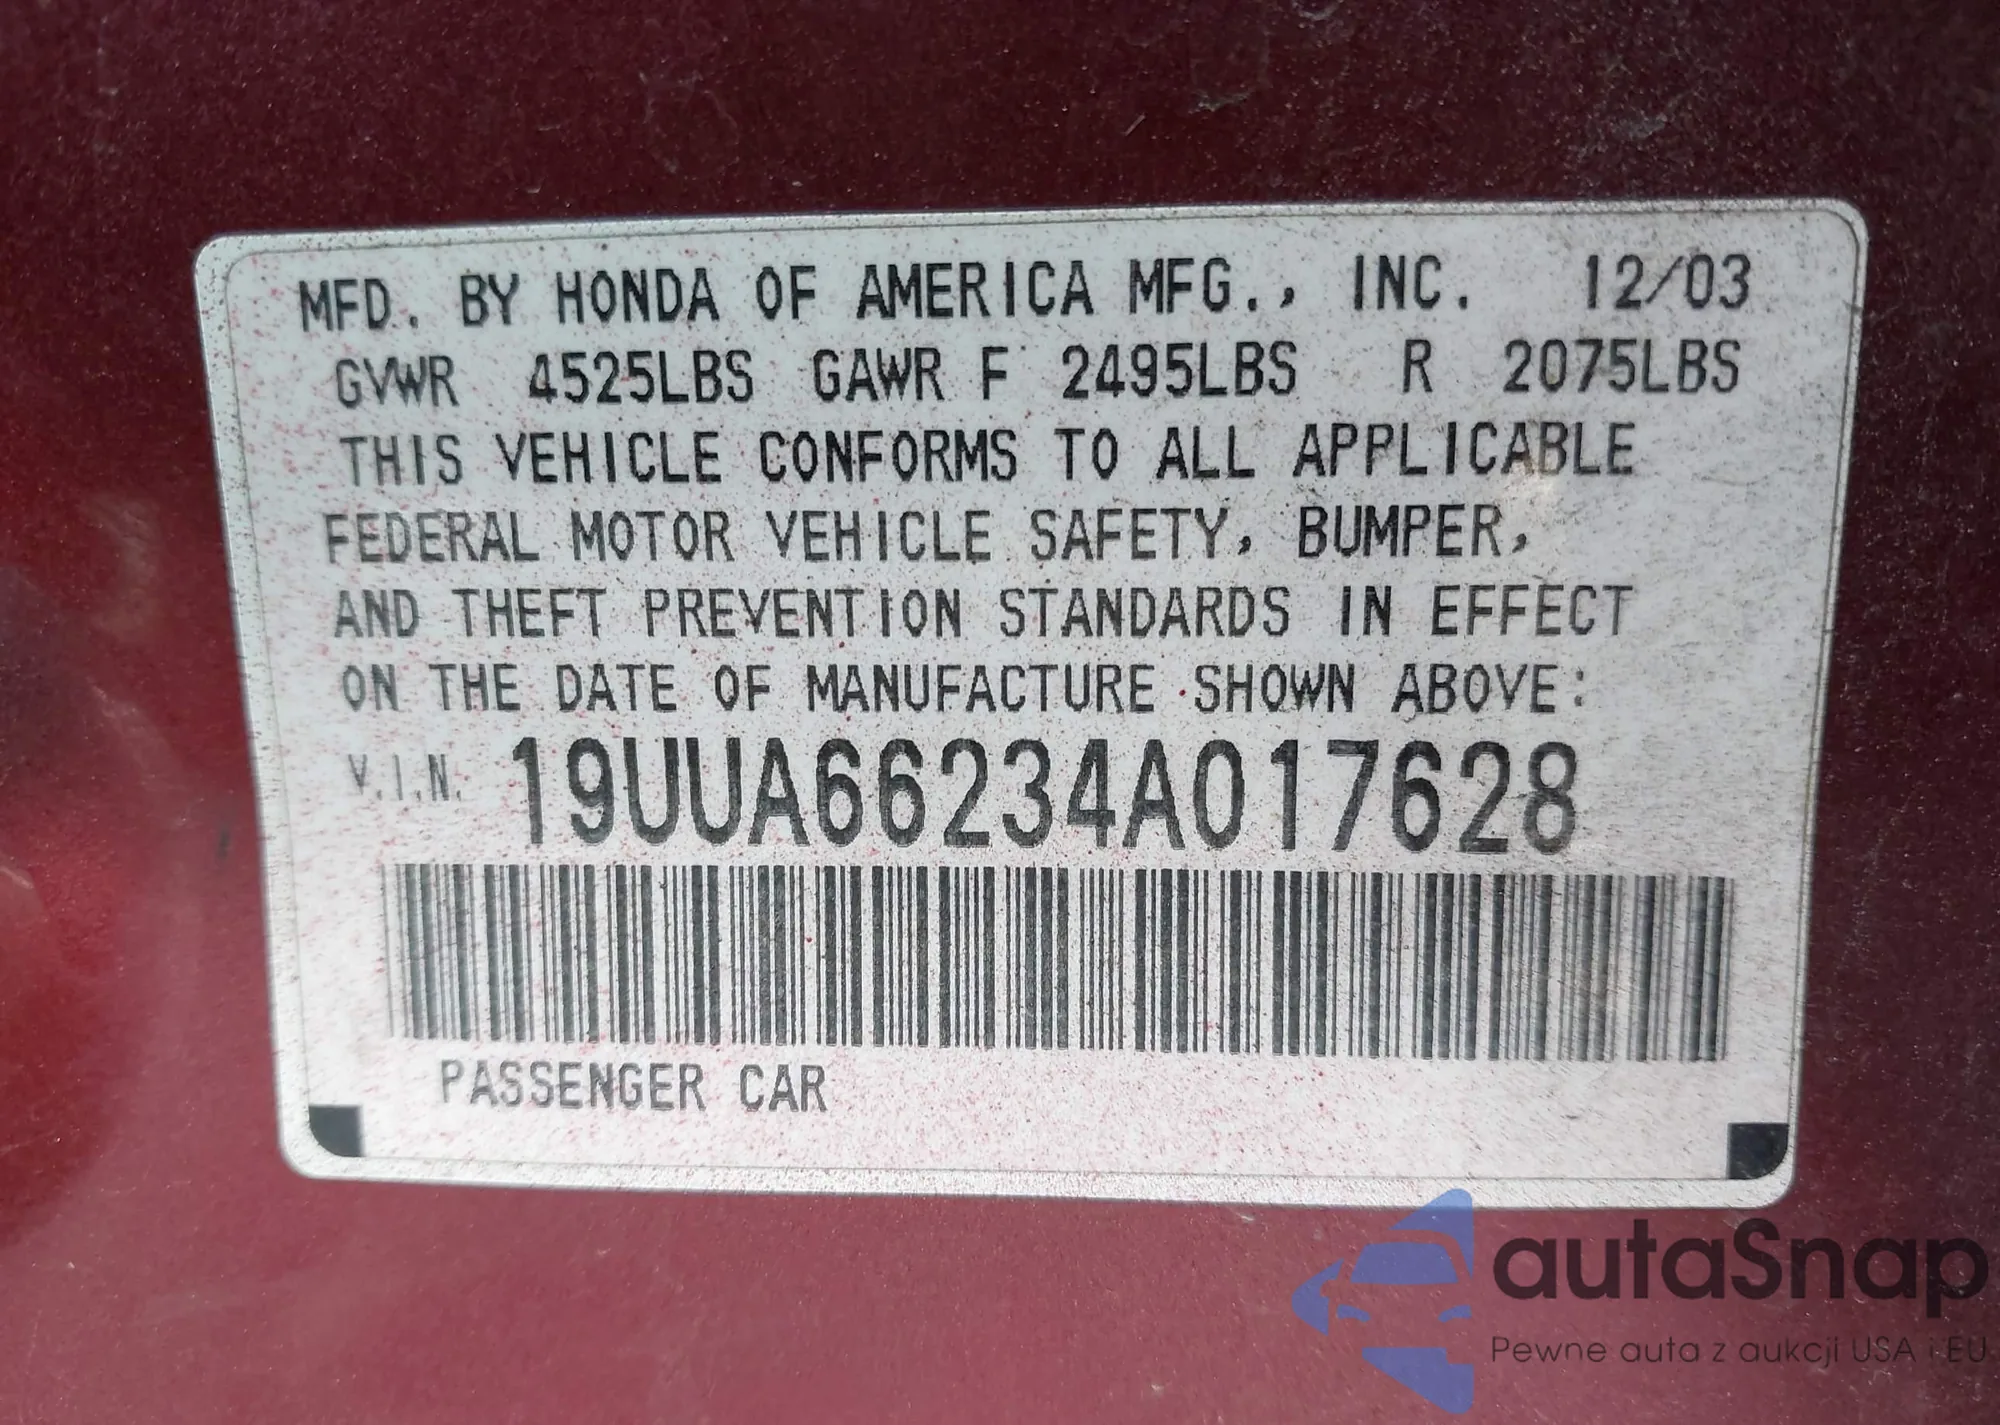 MFD. BY HONDA OF AMERICA MFG., INC. 12/03
GVWR 4525LBS GAWR F 2495LBS R 2075LBS
THIS VEHICLE CONFORMS TO ALL APPLICABLE
FEDERAL MOTOR VEHICLE SAFETY, BUMPER,
AND THEFT PREVENTION STANDARDS IN EFFECT
ON THE DATE OF MANUFACTURE SHOWN ABOVE:
V.I.N. 19UUA66234A017628
PASSENGER CAR
autaSnap
Pewne auta z aukcji USA i EU